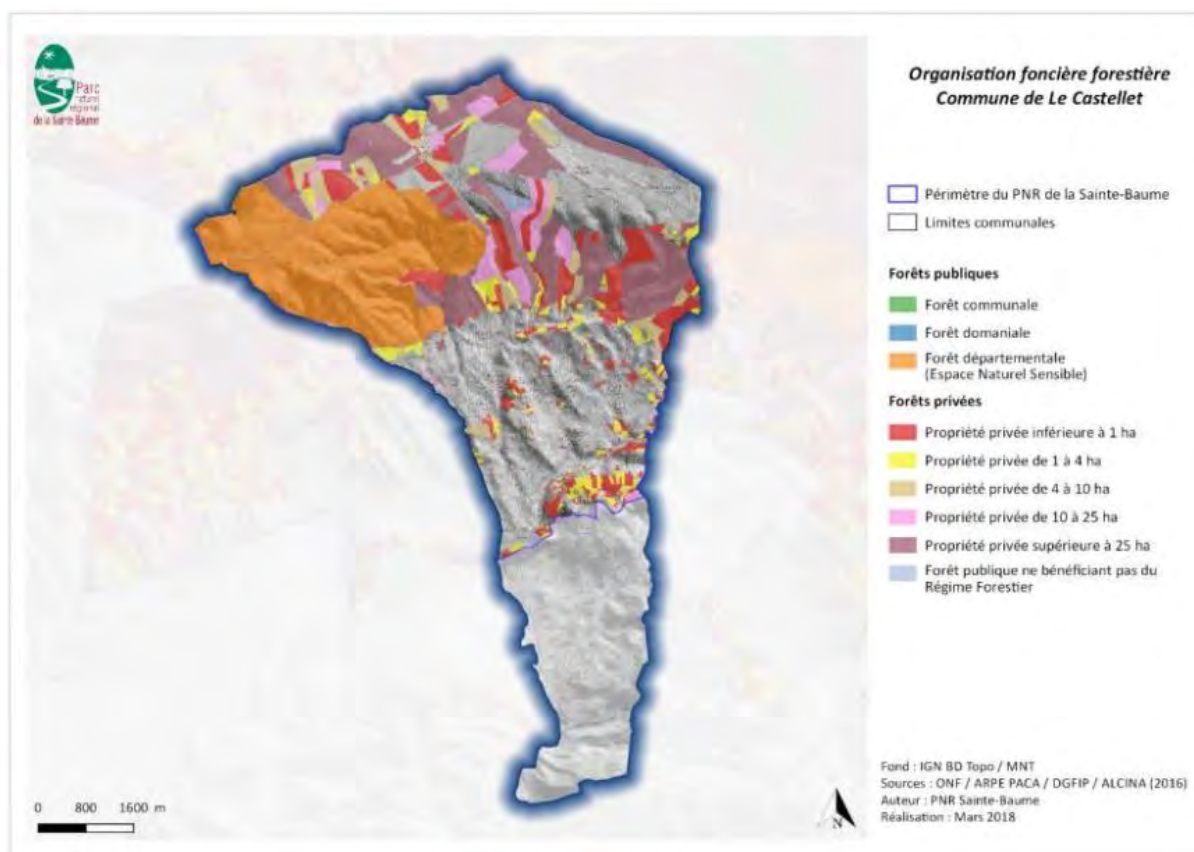 Parc
naturel
régional
de la Sainte-Baume
Organisation foncière forestière
Commune de Le Castellet
Périmètre du PNR de la Sainte-Baume
Limites communales
Forêts publiques
Forêt communale
Forêt domaniale
Forêt départementale
(Espace Naturel Sensible)
Forêts privées
Propriété privée inférieure à 1 ha
Propriété privée de 1 à 4 ha
Propriété privée de 4 à 10 ha
Propriété privée de 10 à 25 ha
Propriété privée supérieure à 25 ha
Forêt publique ne bénéficiant pas du
Régime Forestier
Fond : IGN BD Topo / MNT
Sources : ONF / ARPE PACA / DGFIP / ALCINA (2016)
Auteur : PNR Sainte-Baume
Réalisation : Mars 2018
0 800 1600 m
N